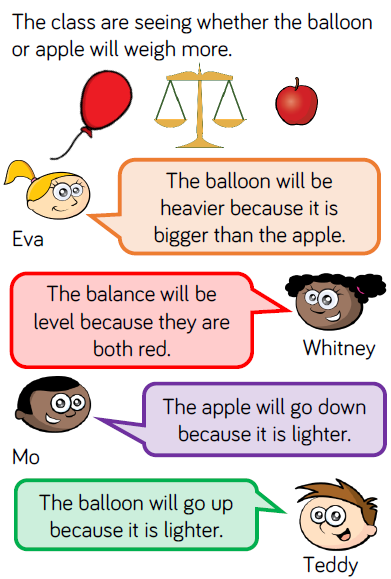 The class are seeing whether the balloon
or apple will weigh more.
The balloon will be
heavier because it is
bigger than the apple.
Eva
The balance will be
level because they are
both red.
Whitney
The apple will go down
because it is lighter.
Mo
The balloon will go up
because it is lighter.
Teddy